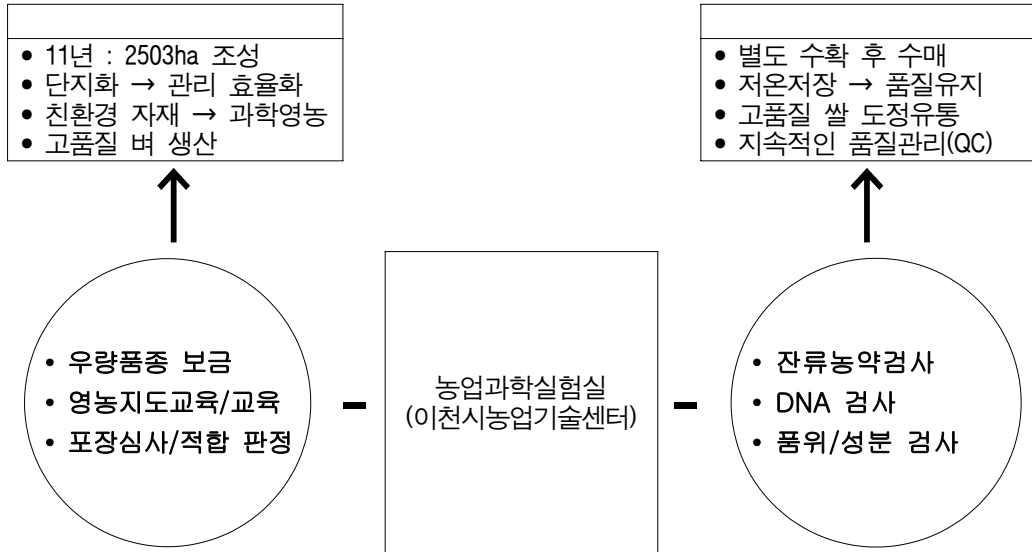 • 11년 : 2503ha 조성
• 단지화 → 관리 효율화
• 친환경 자재 → 과학영농
• 고품질 벼 생산
• 별도 수확 후 수매
• 저온저장 → 품질유지
• 고품질 쌀 도정유통
• 지속적인 품질관리(QC)
• 우량품종 보금
• 영농지도교육/교육
• 포장심사/적합 판정
농업과학실험실
(이천시농업기술센터)
• 잔류농약검사
• DNA 검사
• 품위/성분 검사